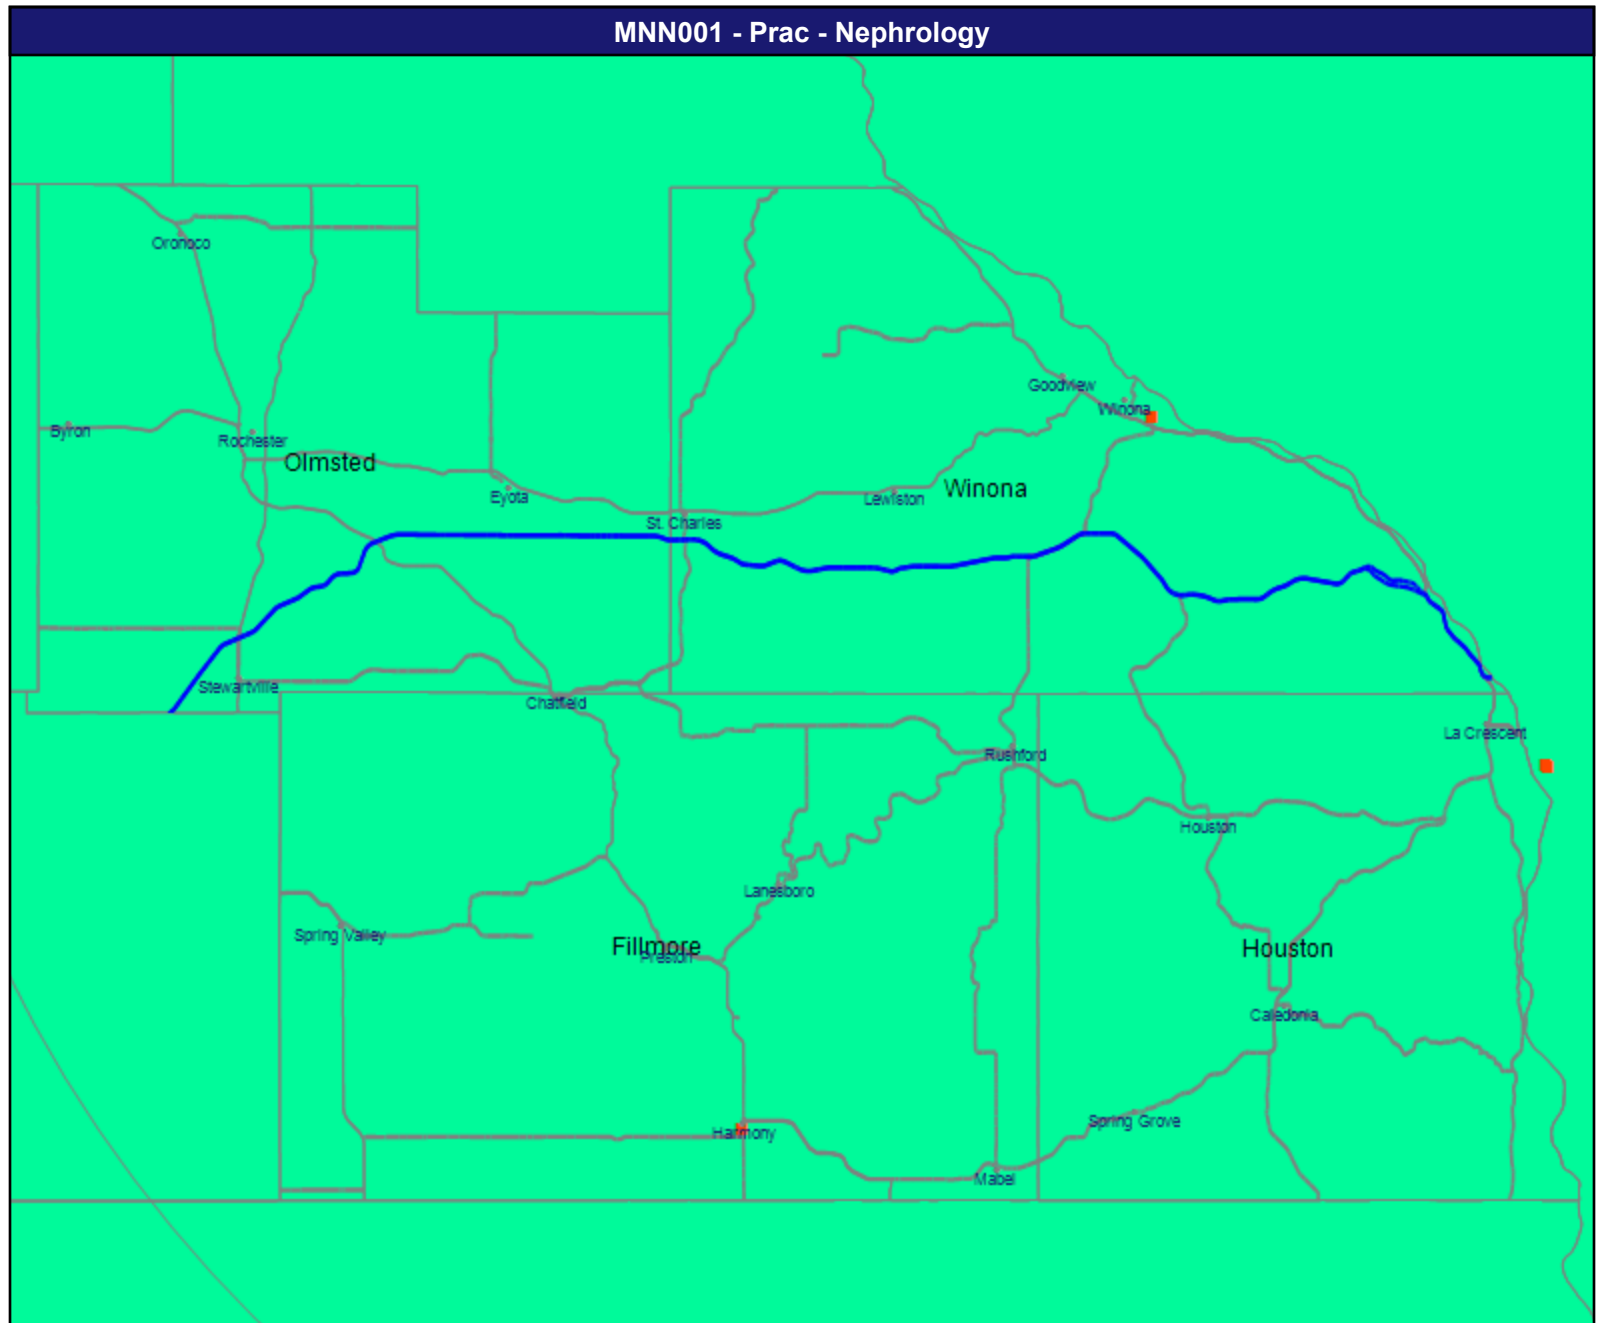 MNN001 - Prac - Nephrology
Oronoco
Goodview
Winona
Byron
Rochester
Olmsted
Eyota
Lewiston
Winona
St. Charles
Stewartville
Chatfield
La Crescent
Rushford
Houston
Lanesboro
Spring Valley
Fillmore
Preston
Houston
Caledonia
Spring Grove
Harmony
Mabel